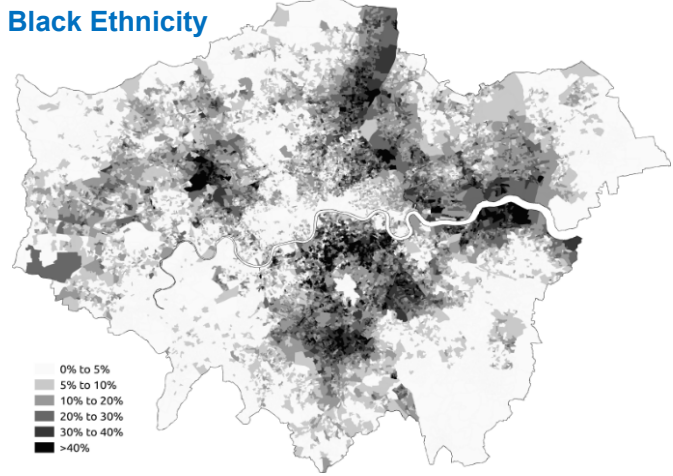 Black Ethnicity
0% to 5%
5% to 10%
10% to 20%
20% to 30%
30% to 40%
>40%